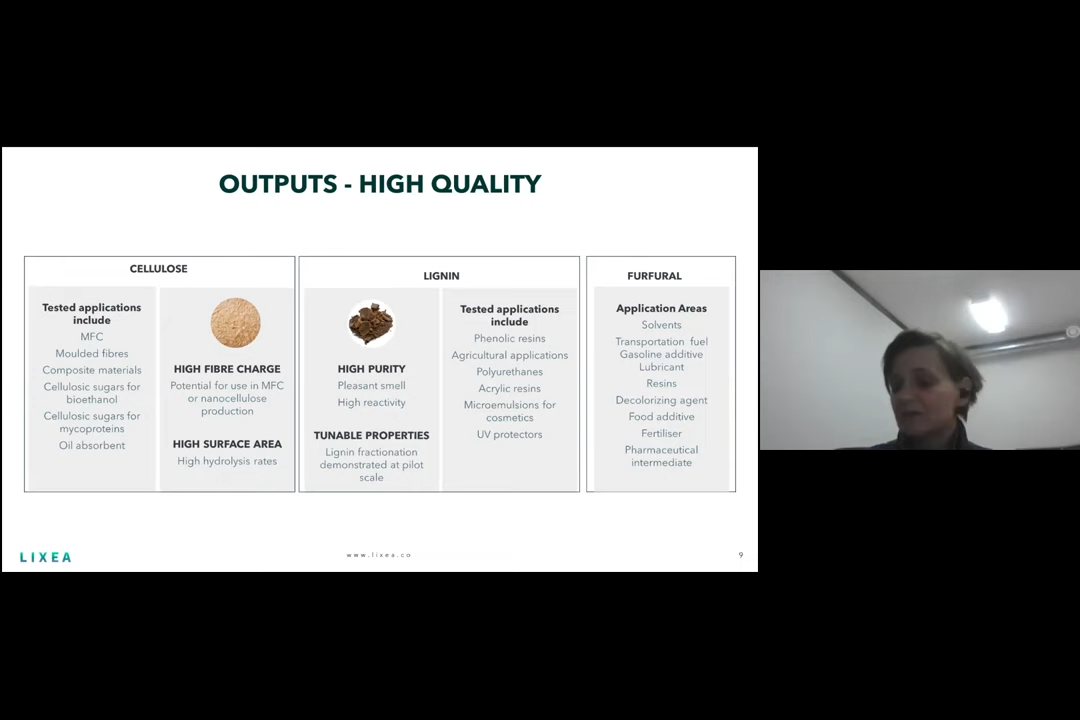 OUTPUTS - HIGH QUALITY
CELLULOSE
Tested applications
include
MFC
Moulded fibres
Composite materials
Cellulosic sugars for
bioethanol
Cellulosic sugars for
mycoproteins
Oil absorbent
HIGH FIBRE CHARGE
Potential for use in MFC
or nanocellulose
production
HIGH SURFACE AREA
High hydrolysis rates
LIGNIN
HIGH PURITY
Pleasant smell
High reactivity
TUNABLE PROPERTIES
Lignin fractionation
demonstrated at pilot
scale
Tested applications
include
Phenolic resins
Agricultural applications
Polyurethanes
Acrylic resins
Microemulsions for
cosmetics
UV protectors
FURFURAL
Application Areas
Solvents
Transportation fuel
Gasoline additive
Lubricant
Resins
Decolorizing agent
Food additive
Fertiliser
Pharmaceutical
intermediate
LIXEA
www.lixea.co
9